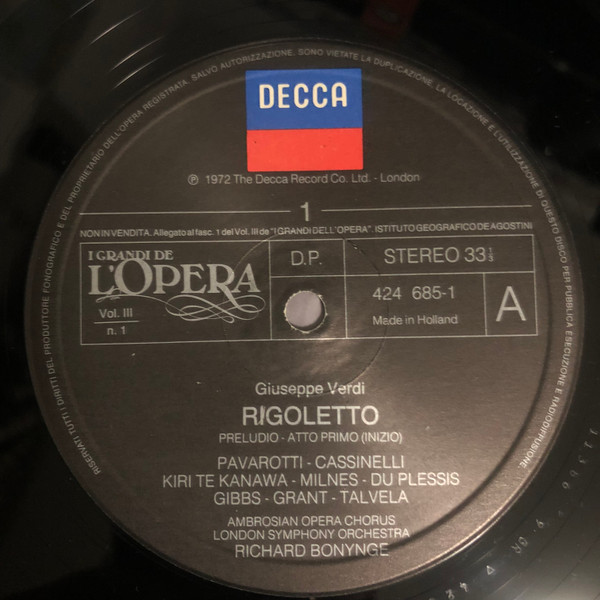 RISERVATI TUTTI I DIRITTI DEL PRODUTTORE FONOGRAFICO E DEL PROPRIETARIO DELL'OPERA REGISTRATA. SALVO AUTORIZZAZIONE, SONO VIETATE LA DUPLICAZIONE, LA LOCAZIONE E L'UTILIZZAZIONE DI QUESTO DISCO PER PUBBLICA ESECUZIONE E RADIODIFFUSIONE.
DECCA
℗ 1972 The Decca Record Co. Ltd. - London
1
NON IN VENDITA. Allegato al fasc. 1 del Vol. III de "I GRANDI DELL'OPERA". ISTITUTO GEOGRAFICO DE AGOSTINI
I GRANDI DE
L'OPERA
Vol. III
n. 1
D.P.
STEREO 33⅓
424 685-1
Made in Holland
A
Giuseppe Verdi
RIGOLETTO
PRELUDIO - ATTO PRIMO (INIZIO)
PAVAROTTI - CASSINELLI
KIRI TE KANAWA - MILNES - DU PLESSIS
GIBBS - GRANT - TALVELA
AMBROSIAN OPERA CHORUS
LONDON SYMPHONY ORCHESTRA
RICHARD BONYNGE